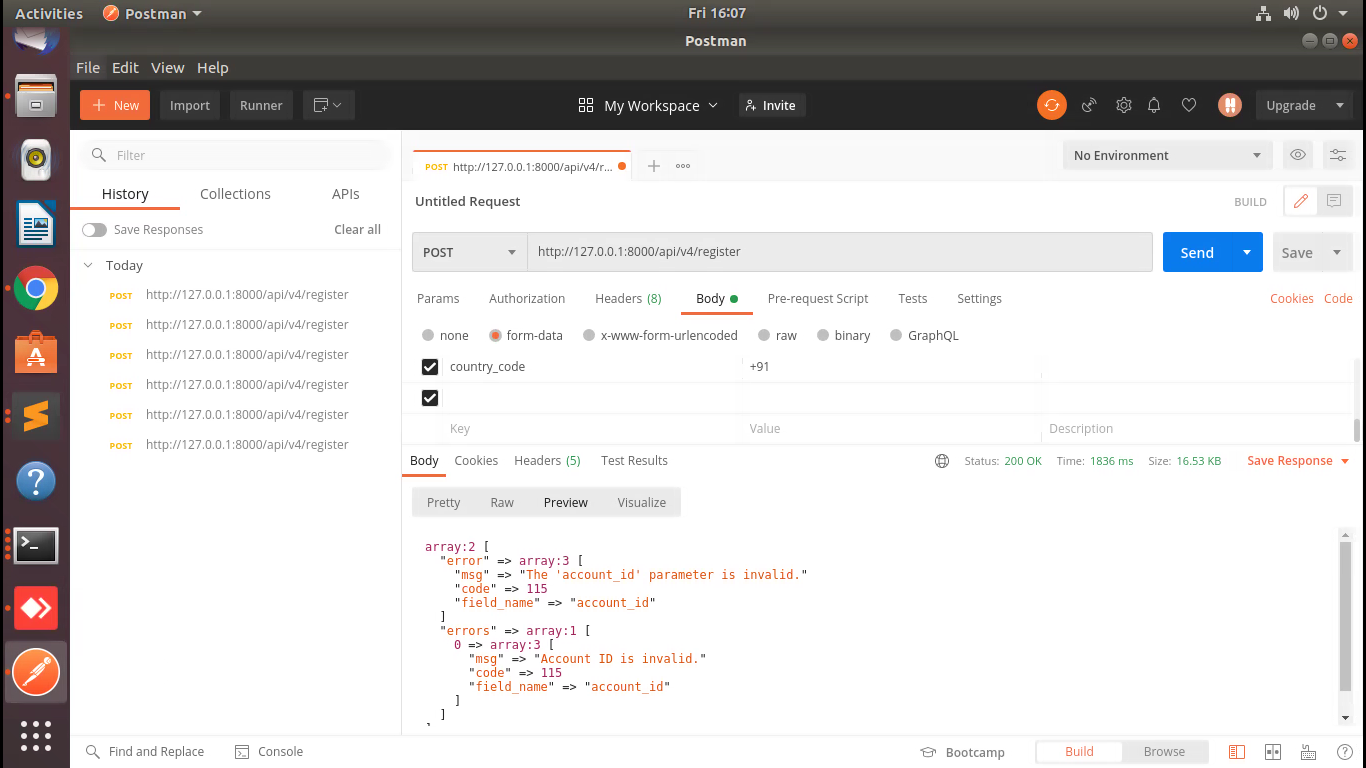 Activities Postman Fri 16:07
Postman
File Edit View Help
New Import Runner My Workspace Invite Upgrade
Filter
History Collections APIs
Save Responses Clear all
Today
POST http://127.0.0.1:8000/api/v4/register
POST http://127.0.0.1:8000/api/v4/register
POST http://127.0.0.1:8000/api/v4/register
POST http://127.0.0.1:8000/api/v4/register
POST http://127.0.0.1:8000/api/v4/register
POST http://127.0.0.1:8000/api/v4/register
POST http://127.0.0.1:8000/api/v4/r... No Environment
Untitled Request BUILD
POST http://127.0.0.1:8000/api/v4/register Send Save
Params Authorization Headers (8) Body Pre-request Script Tests Settings Cookies Code
none form-data x-www-form-urlencoded raw binary GraphQL
country_code +91
Key Value Description
Body Cookies Headers (5) Test Results Status: 200 OK Time: 1836 ms Size: 16.53 KB Save Response
Pretty Raw Preview Visualize
array:2 [
"error" => array:3 [
"msg" => "The 'account_id' parameter is invalid."
"code" => 115
"field_name" => "account_id"
]
"errors" => array:1 [
0 => array:3 [
"msg" => "Account ID is invalid."
"code" => 115
"field_name" => "account_id"
]
]
Find and Replace Console Bootcamp Build Browse